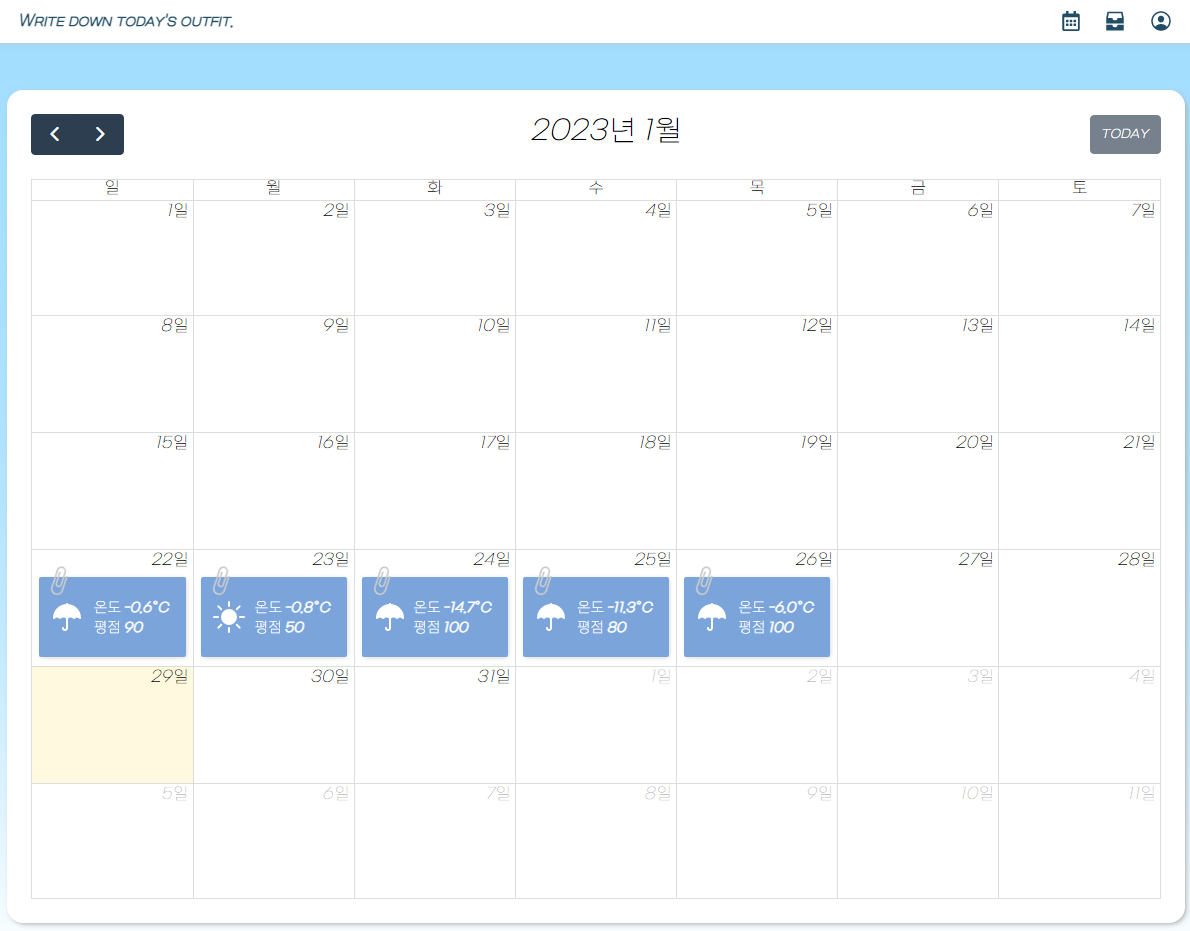 Write down today's outfit.
2023년 1월
TODAY
일 월 화 수 목 금 토
1일 2일 3일 4일 5일 6일 7일
8일 9일 10일 11일 12일 13일 14일
15일 16일 17일 18일 19일 20일 21일
22일 23일 24일 25일 26일 27일 28일
온도 -0.6°C 온도 -0.8°C 온도 -14.7°C 온도 -11.3°C 온도 -6.0°C
평점 90 평점 50 평점 100 평점 80 평점 100
29일 30일 31일 1일 2일 3일 4일
5일 6일 7일 8일 9일 10일 11일